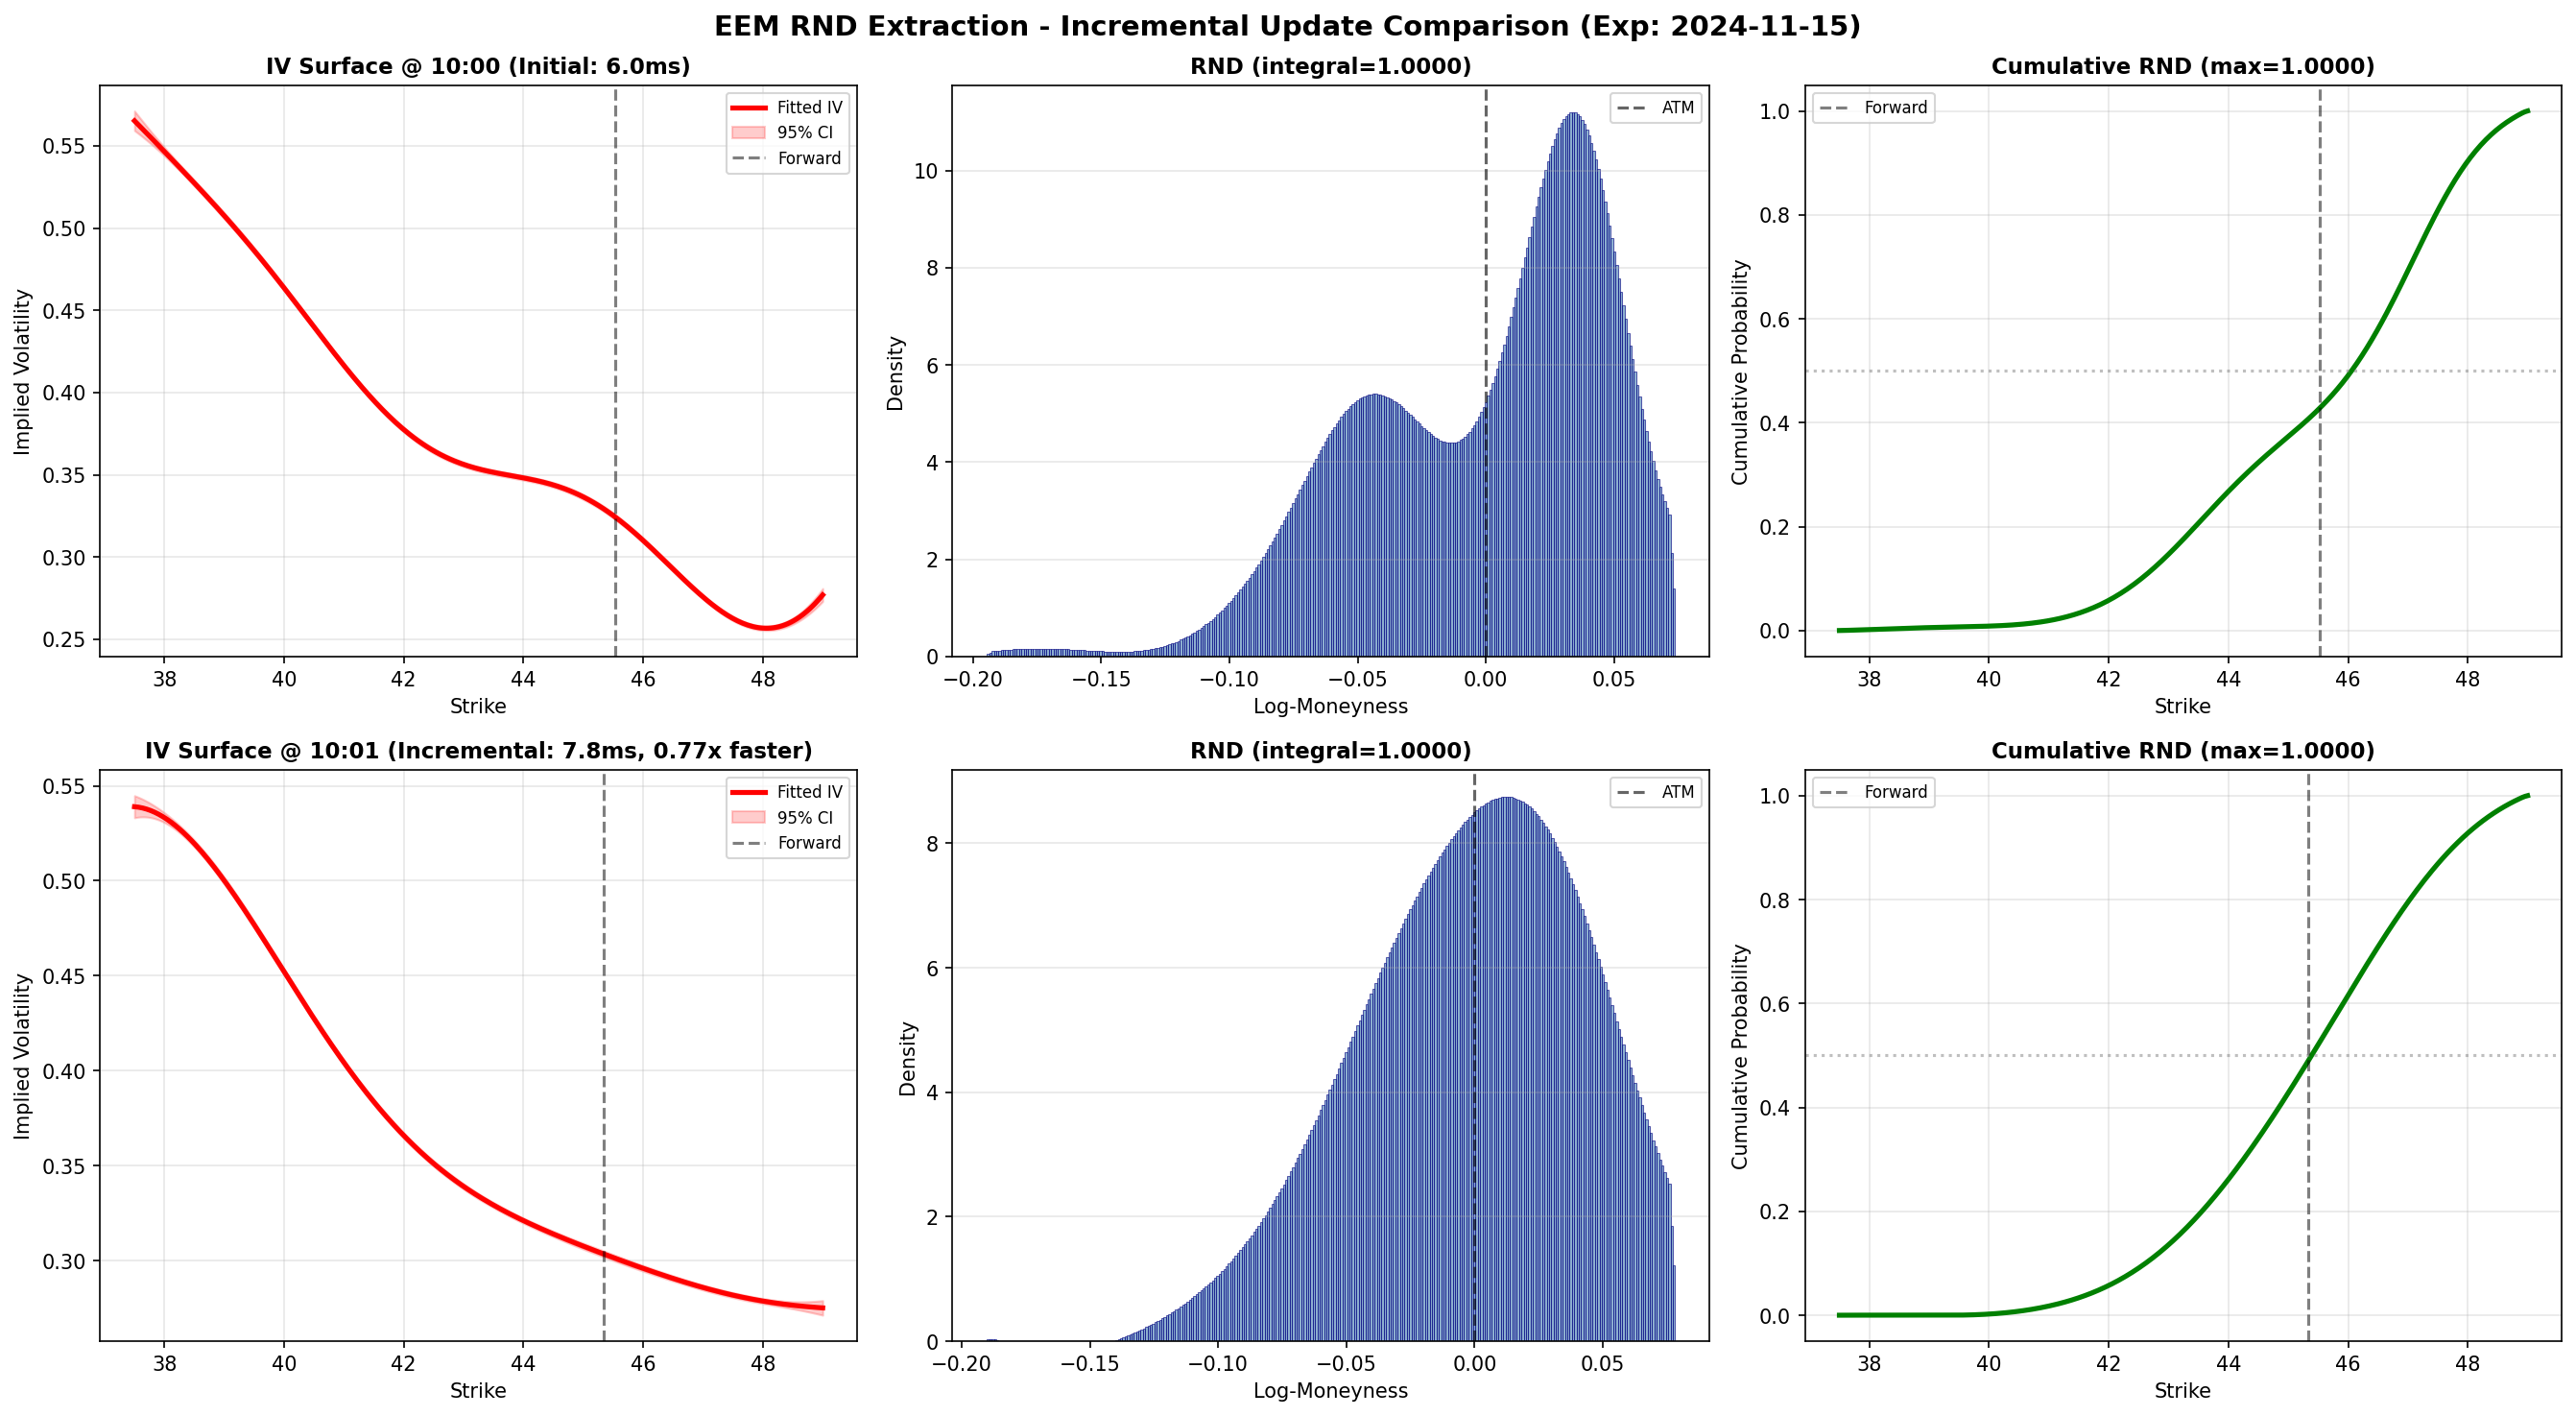 EEM RND Extraction - Incremental Update Comparison (Exp: 2024-11-15)
IV Surface @ 10:00 (Initial: 6.0ms)
Implied Volatility
0.55
0.50
0.45
0.40
0.35
0.30
0.25
Fitted IV
95% CI
Forward
38 40 42 44 46 48
Strike
RND (integral=1.0000)
Density
10
8
6
4
2
0
ATM
−0.20 −0.15 −0.10 −0.05 0.00 0.05
Log-Moneyness
Cumulative RND (max=1.0000)
Cumulative Probability
1.0
0.8
0.6
0.4
0.2
0.0
Forward
38 40 42 44 46 48
Strike
IV Surface @ 10:01 (Incremental: 7.8ms, 0.77x faster)
Implied Volatility
0.55
0.50
0.45
0.40
0.35
0.30
Fitted IV
95% CI
Forward
38 40 42 44 46 48
Strike
RND (integral=1.0000)
Density
8
6
4
2
0
ATM
−0.20 −0.15 −0.10 −0.05 0.00 0.05
Log-Moneyness
Cumulative RND (max=1.0000)
Cumulative Probability
1.0
0.8
0.6
0.4
0.2
0.0
Forward
38 40 42 44 46 48
Strike